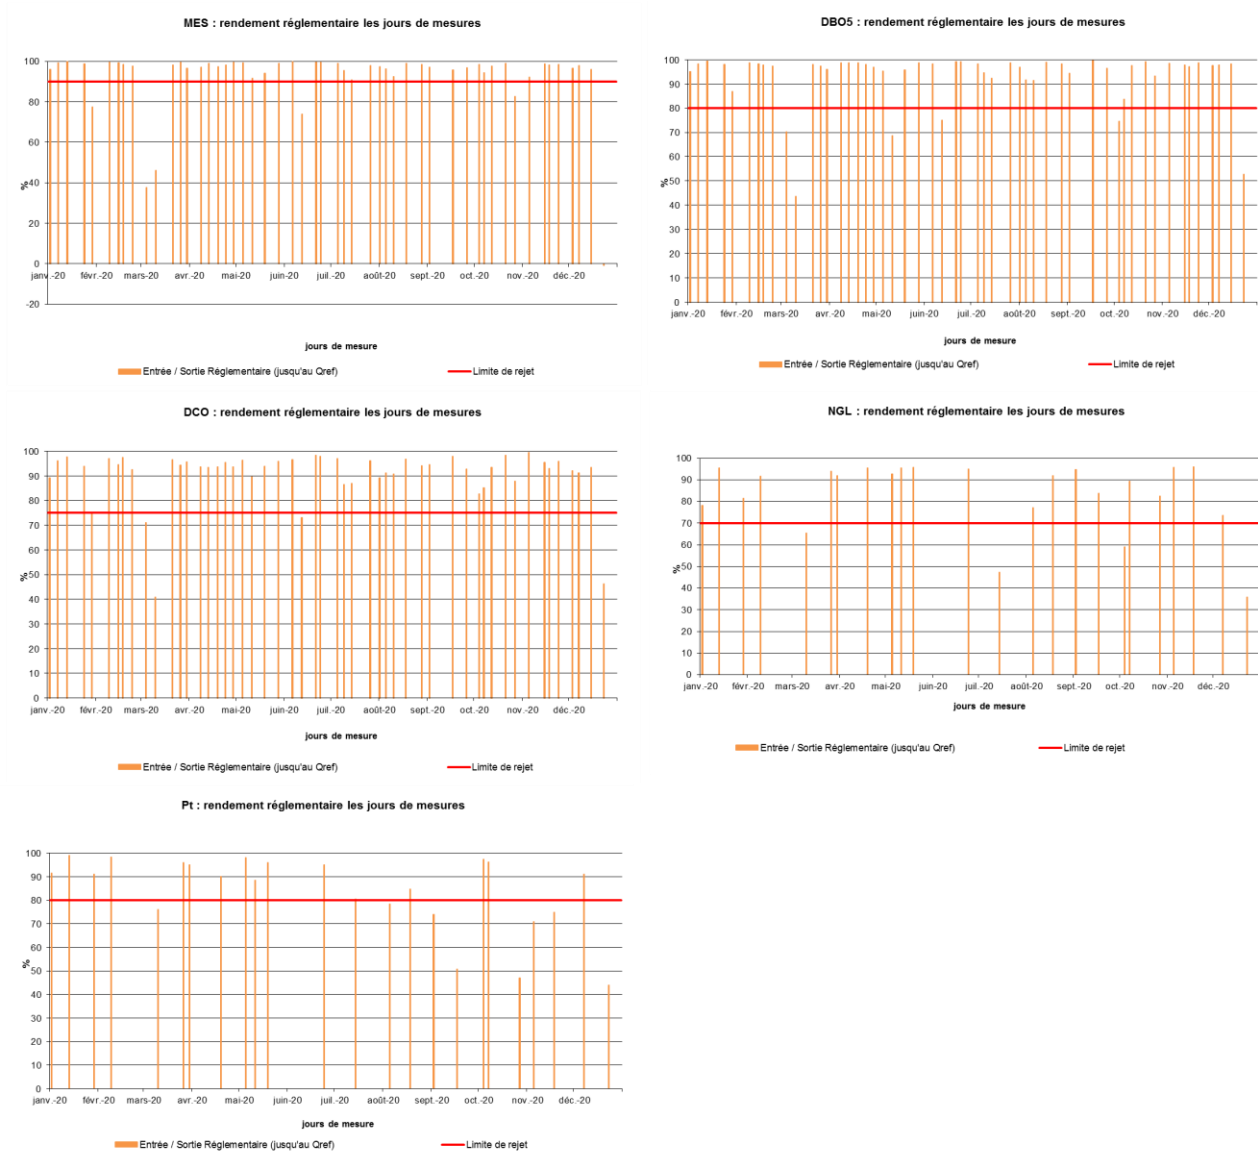 MES : rendement réglementaire les jours de mesures
100
80
60
40
20
0
-20
%
janv.-20 févr.-20 mars-20 avr.-20 mai-20 juin-20 juil.-20 août-20 sept.-20 oct.-20 nov.-20 déc.-20
jours de mesure
Entrée / Sortie Réglementaire (jusqu'au Qref) Limite de rejet
DBO5 : rendement réglementaire les jours de mesures
100
90
80
70
60
50
40
30
20
10
0
%
janv.-20 févr.-20 mars-20 avr.-20 mai-20 juin-20 juil.-20 août-20 sept.-20 oct.-20 nov.-20 déc.-20
jours de mesure
Entrée / Sortie Réglementaire (jusqu'au Qref) Limite de rejet
DCO : rendement réglementaire les jours de mesures
100
90
80
70
60
50
40
30
20
10
0
%
janv.-20 févr.-20 mars-20 avr.-20 mai-20 juin-20 juil.-20 août-20 sept.-20 oct.-20 nov.-20 déc.-20
jours de mesure
Entrée / Sortie Réglementaire (jusqu'au Qref) Limite de rejet
NGL : rendement réglementaire les jours de mesures
100
90
80
70
60
50
40
30
20
10
0
%
janv.-20 févr.-20 mars-20 avr.-20 mai-20 juin-20 juil.-20 août-20 sept.-20 oct.-20 nov.-20 déc.-20
jours de mesure
Entrée / Sortie Réglementaire (jusqu'au Qref) Limite de rejet
Pt : rendement réglementaire les jours de mesures
100
90
80
70
60
50
40
30
20
10
0
%
janv.-20 févr.-20 mars-20 avr.-20 mai-20 juin-20 juil.-20 août-20 sept.-20 oct.-20 nov.-20 déc.-20
jours de mesure
Entrée / Sortie Réglementaire (jusqu'au Qref) Limite de rejet